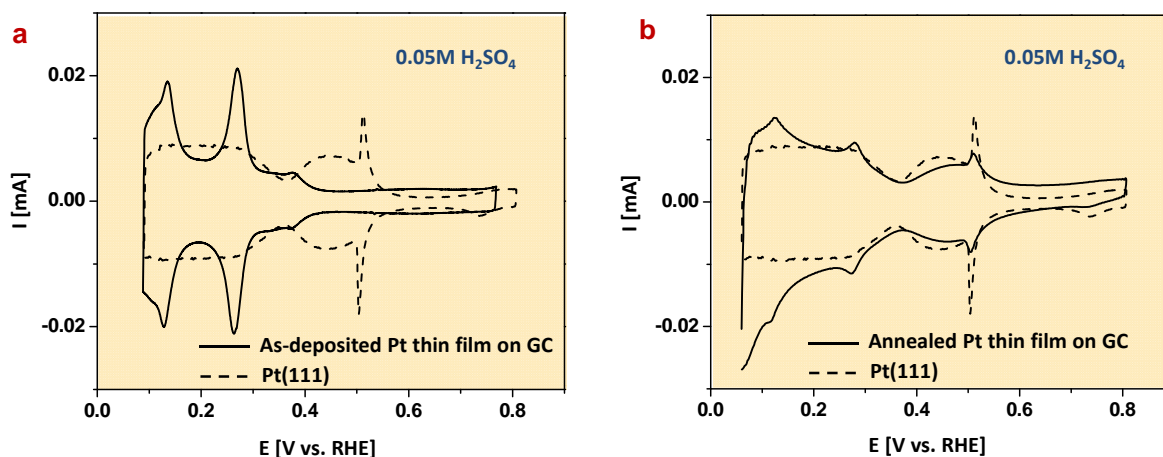 a
0.05M H₂SO₄
I [mA]
0.02
0.00
-0.02
As-deposited Pt thin film on GC
Pt(111)
0.0 0.2 0.4 0.6 0.8
E [V vs. RHE]
b
0.05M H₂SO₄
I [mA]
0.02
0.00
-0.02
Annealed Pt thin film on GC
Pt(111)
0.0 0.2 0.4 0.6 0.8
E [V vs. RHE]